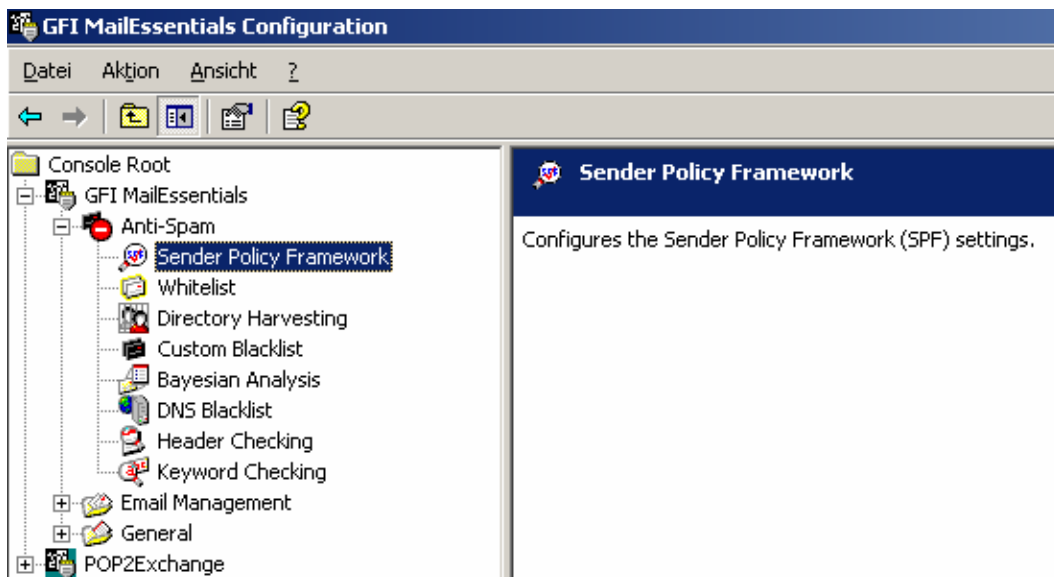 GFI MailEssentials Configuration
Datei Aktion Ansicht ?
Console Root
GFI MailEssentials
Anti-Spam
Sender Policy Framework
Whitelist
Directory Harvesting
Custom Blacklist
Bayesian Analysis
DNS Blacklist
Header Checking
Keyword Checking
Email Management
General
POP2Exchange
Sender Policy Framework
Configures the Sender Policy Framework (SPF) settings.